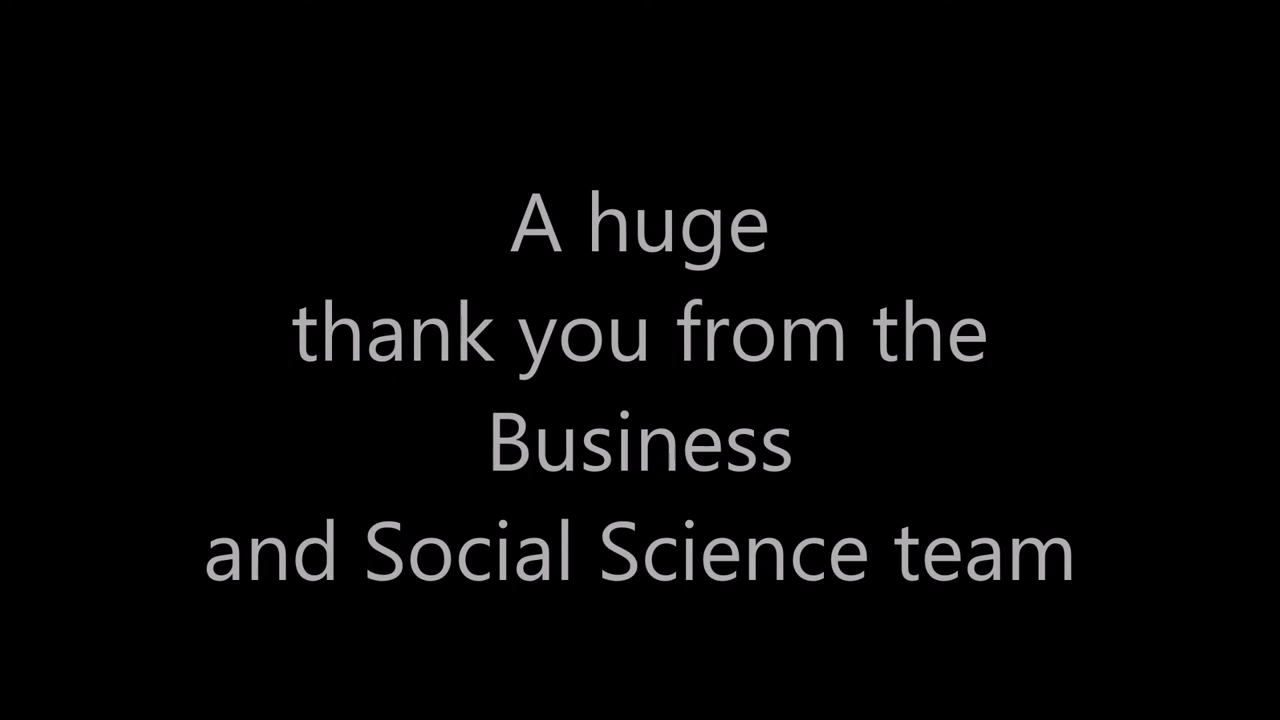 A huge
thank you from the
Business
and Social Science team